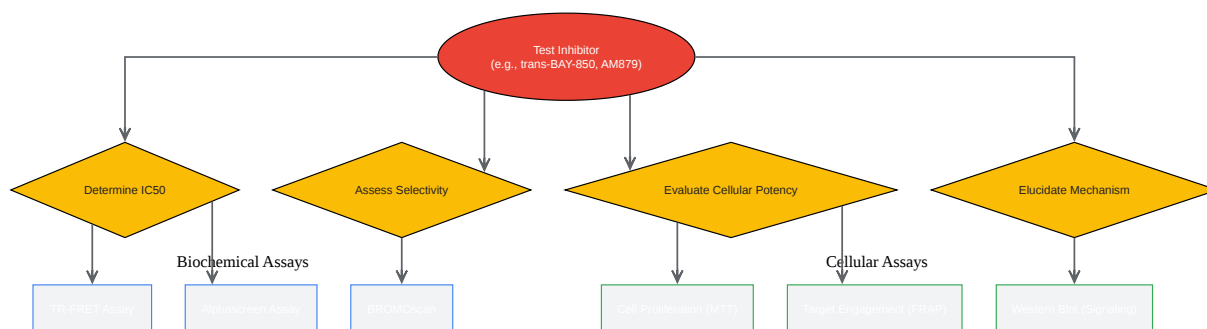 Test Inhibitor
(e.g., trans-BAY-850, AM879)
Determine IC50
Assess Selectivity
Evaluate Cellular Potency
Elucidate Mechanism
Biochemical Assays
Cellular Assays
TR-FRET Assay
Alphascreen Assay
BROMOscan
Cell Proliferation (MTT)
Target Engagement (FRAP)
Western Blot (Signaling)